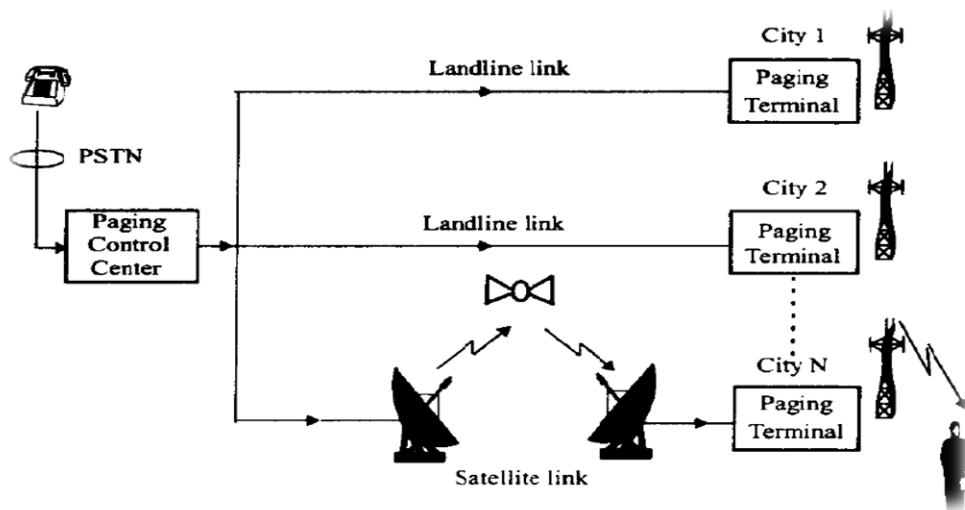 City 1
Landline link
Paging
Terminal
PSTN
City 2
Paging
Control
Center
Landline link
Paging
Terminal
City N
Paging
Terminal
Satellite link